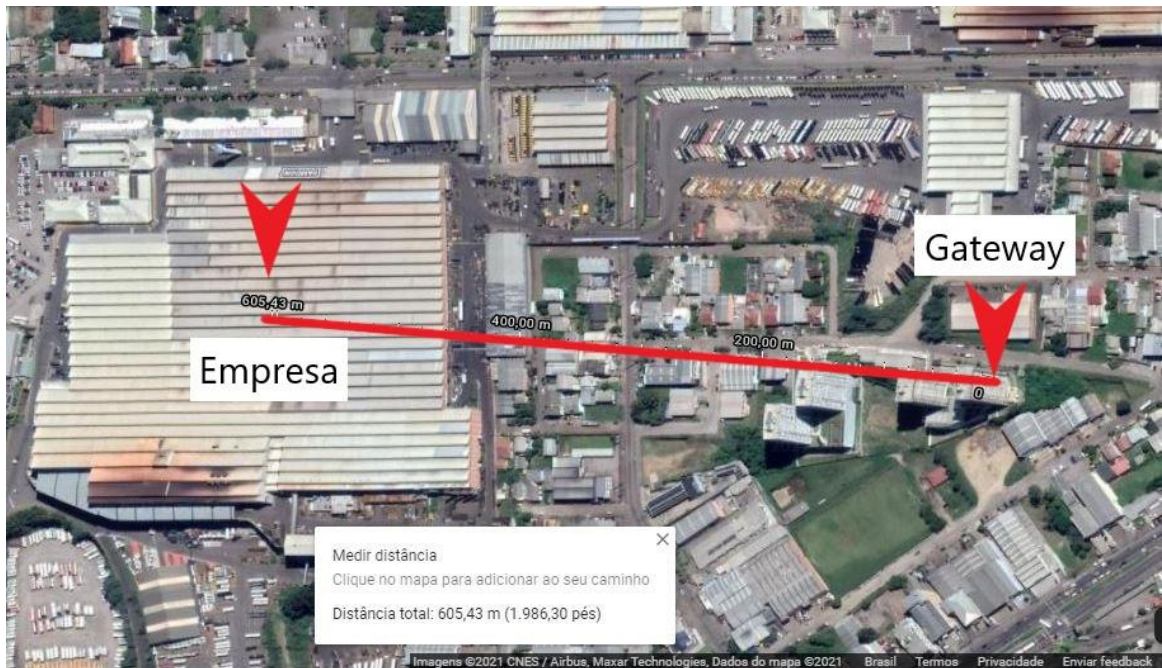 Gateway
605,43 m
400,00 m
200,00 m
Empresa
0
Medir distância
Clique no mapa para adicionar ao seu caminho
Distância total: 605,43 m (1.986,30 pés)
Imagens ©2021 CNES / Airbus, Maxar Technologies, Dados do mapa ©2021 Brasil Termos Privacidade Enviar feedback